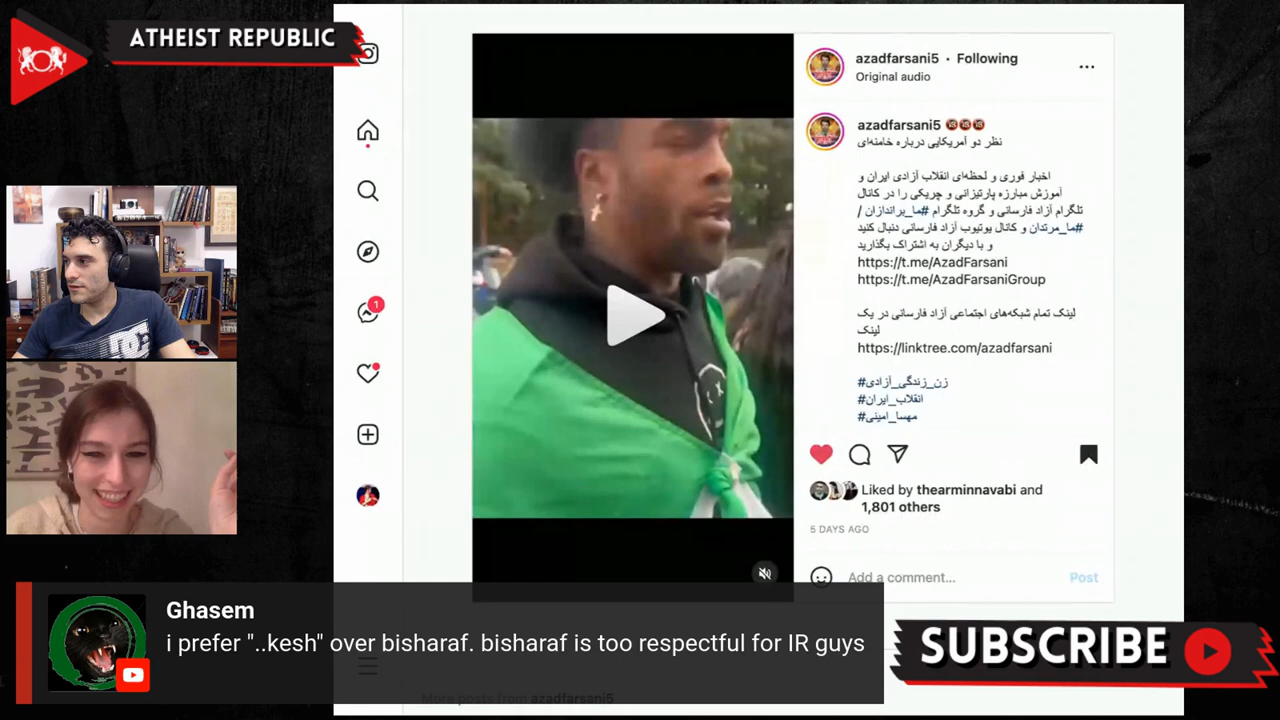 ATHEIST REPUBLIC
azadfarsani5 · Following
Original audio
azadfarsani5 🔞🔞🔞
نظر دو آمریکایی درباره خامنه‌ای
اخبار فوری و لحظه‌ای انقلاب آزادی ایران و
آموزش مبارزه پارتیزانی و چریکی را در کانال
تلگرام آزاد فارسانی و گروه تلگرام #ما_براندازان /
#ما_مرتدان و کانال یوتیوب آزاد فارسانی دنبال کنید
و با دیگران به اشتراک بگذارید
https://t.me/AzadFarsani
https://t.me/AzadFarsaniGroup
لینک تمام شبکه‌های اجتماعی آزاد فارسانی در یک
لینک
https://linktree.com/azadfarsani
#زن_زندگی_آزادی
#انقلاب_ایران
#مهسا_امینی
1
Liked by thearminnavabi and
1,801 others
5 DAYS AGO
Add a comment...
Post
Ghasem
i prefer "..kesh" over bisharaf. bisharaf is too respectful for IR guys
SUBSCRIBE
More posts from azadfarsani5